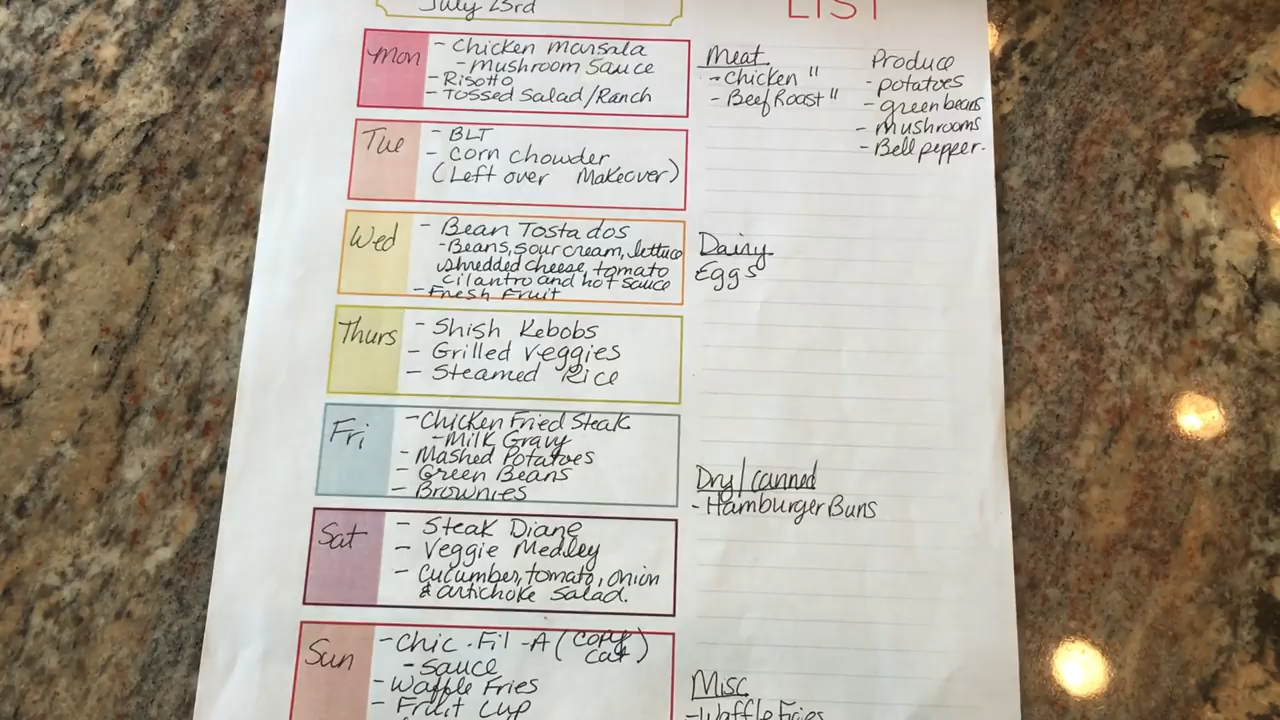 July 23rd
LIST
Mon
- Chicken Marsala
- Mushroom Sauce
- Risotto
- Tossed Salad/Ranch
Tue
- BLT
- Corn chowder
(Left over Makeover)
Wed
- Bean Tostados
- Beans, sour cream, lettuce
shredded cheese, tomato
cilantro and hot sauce
- Fresh Fruit
Thurs
- Shish Kebobs
- Grilled Veggies
- Steamed Rice
Fri
- Chicken Fried Steak
- Milk Gravy
- Mashed Potatoes
- Green Beans
- Brownies
Sat
- Steak Diane
- Veggie Medley
- Cucumber, tomato, onion
& artichoke Salad.
Sun
- Chic-Fil-A (Copy Cat)
- Sauce
- Waffle Fries
- Fruit Cup
Meat
- Chicken "
- Beef Roast "
Produce
- potatoes
- green beans
- mushrooms
- Bell pepper.
Dairy
Eggs
Dry/canned
- Hamburger Buns
Misc
- Waffle Fries